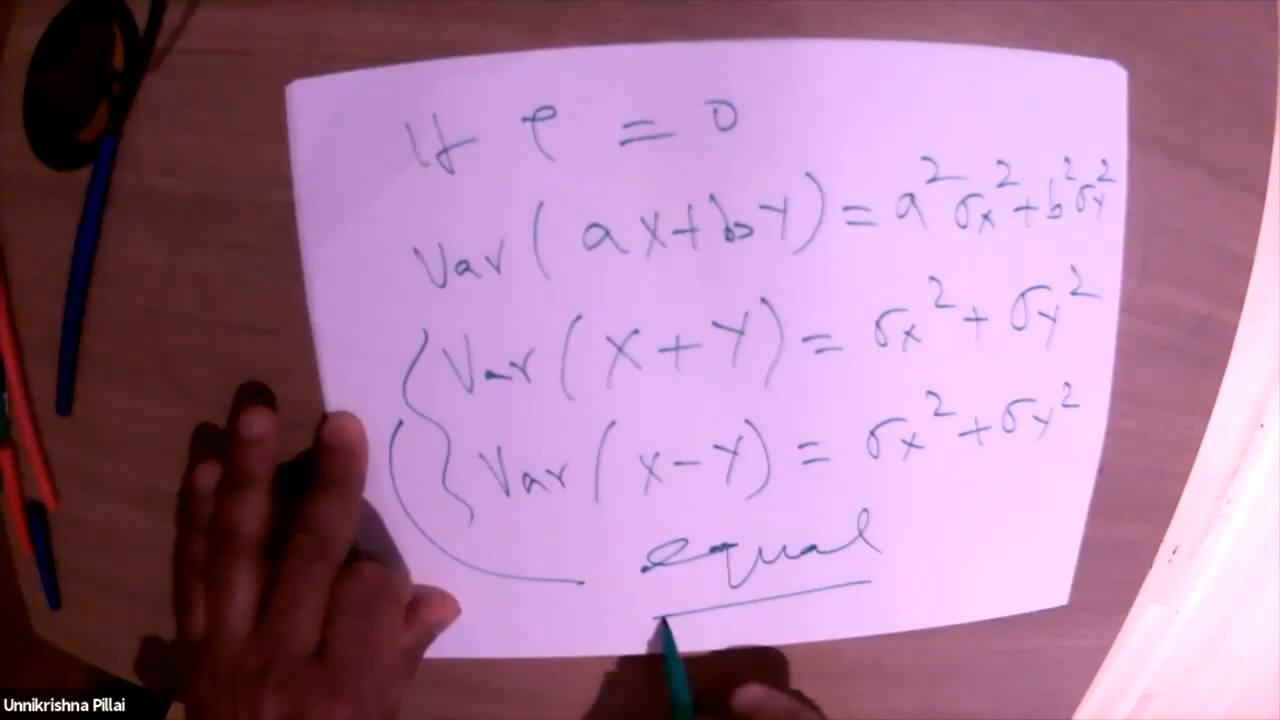 If ρ = 0
Var(aX+bY) = a²σx²+b²σy²
Var(X+Y) = σx²+σy²
Var(X-Y) = σx²+σy²
equal
Unnikrishna Pillai